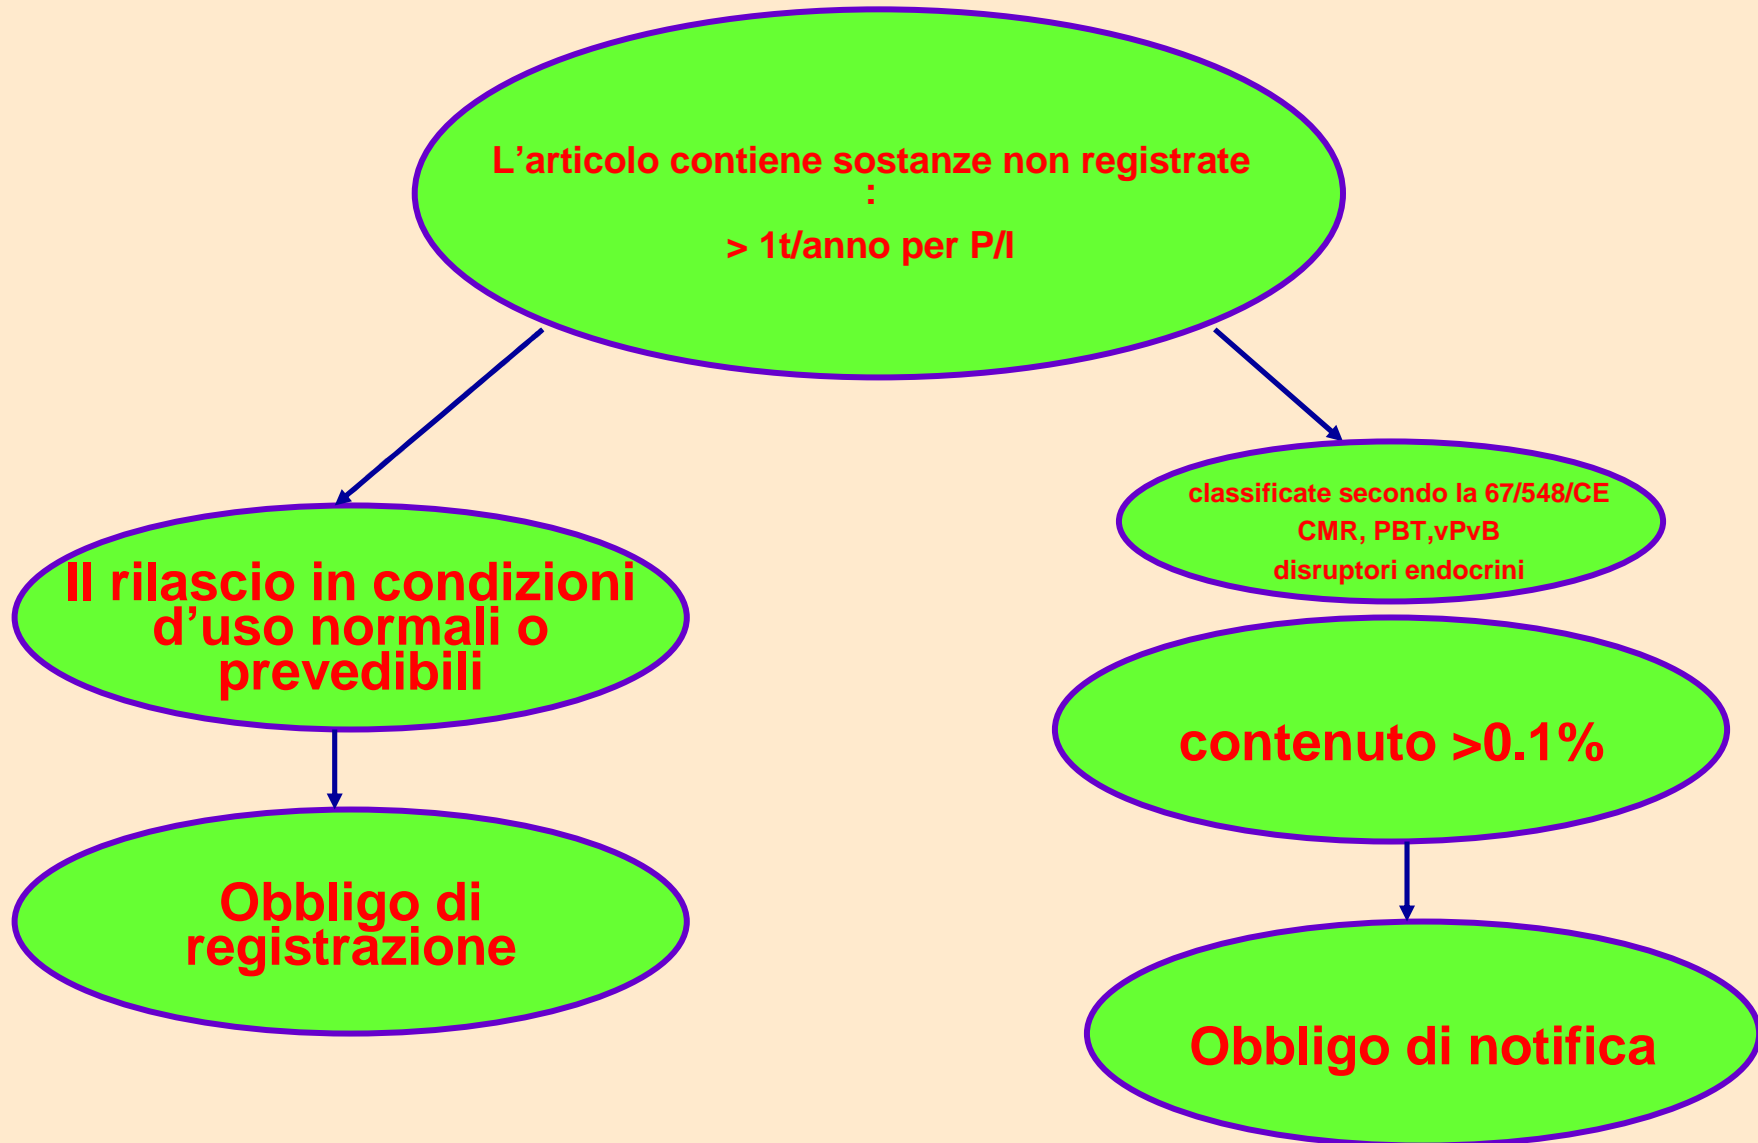 L’articolo contiene sostanze non registrate
:
> 1t/anno per P/I
classificate secondo la 67/548/CE
CMR, PBT,vPvB
disruptori endocrini
Il rilascio in condizioni
d’uso normali o
prevedibili
contenuto >0.1%
Obbligo di
registrazione
Obbligo di notifica